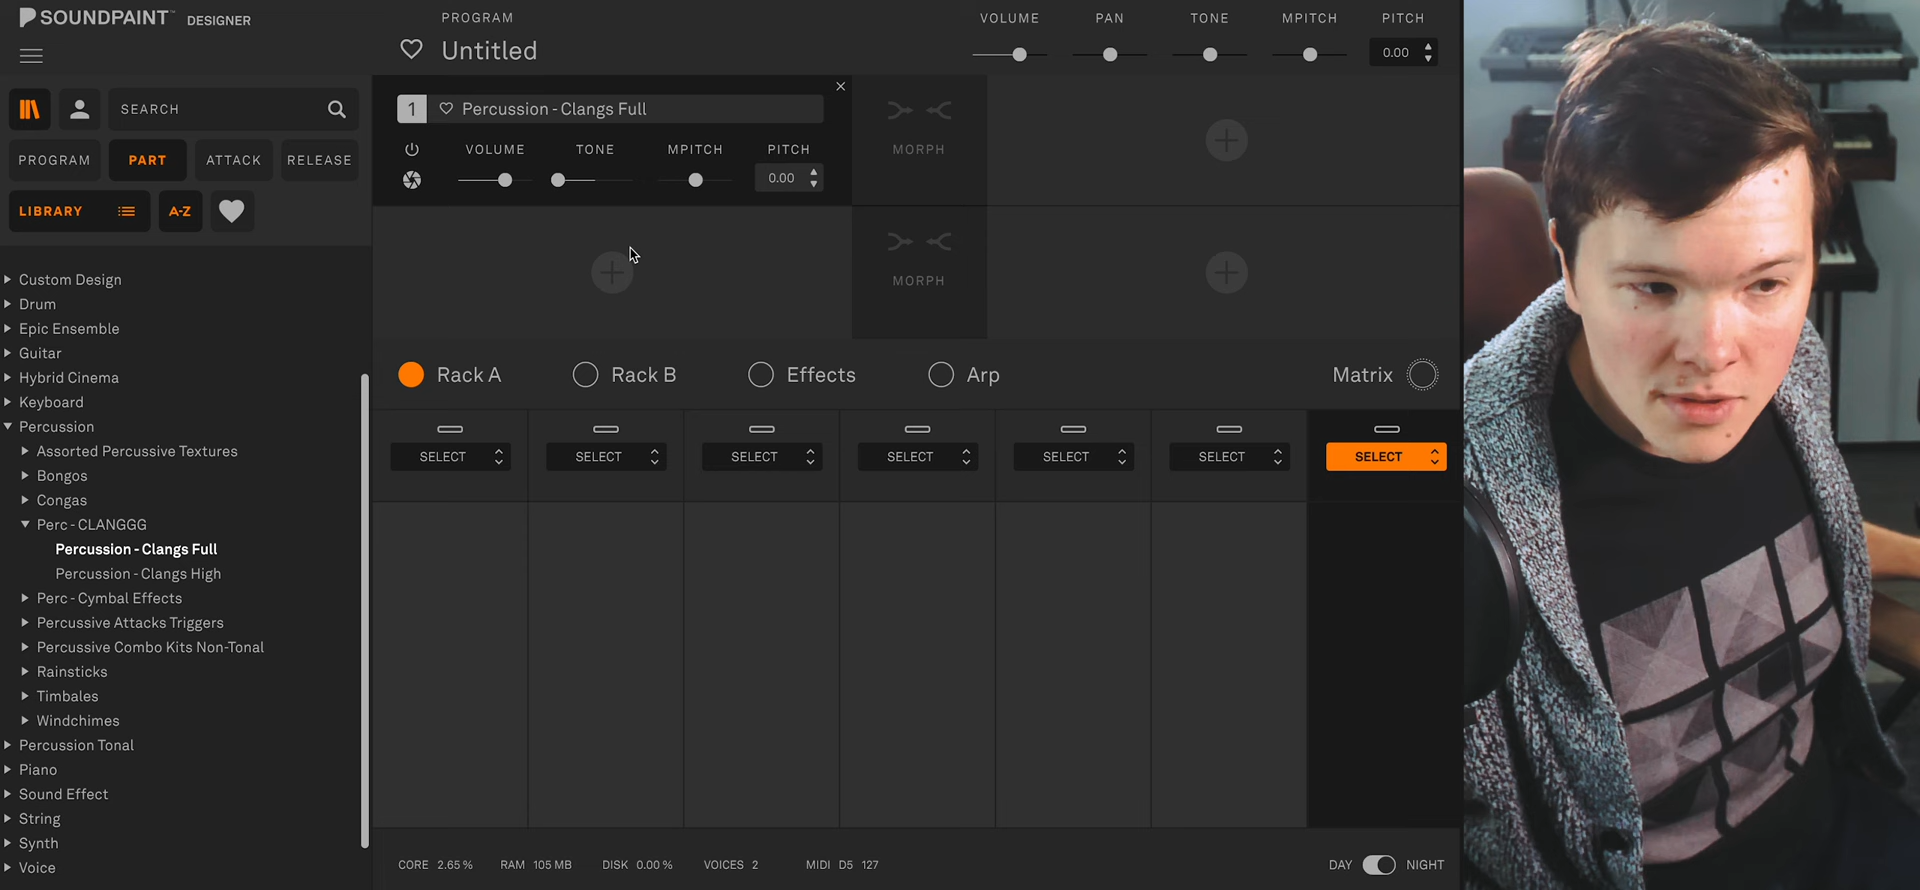 SOUNDPAINT™ DESIGNER
PROGRAM
Untitled
VOLUME PAN TONE MPITCH PITCH
0.00
SEARCH
PROGRAM PART ATTACK RELEASE
LIBRARY A-Z
1 Percussion - Clangs Full
VOLUME TONE MPITCH PITCH
0.00
MORPH
MORPH
Custom Design
Drum
Epic Ensemble
Guitar
Hybrid Cinema
Keyboard
Percussion
Assorted Percussive Textures
Bongos
Congas
Perc - CLANGGG
Percussion - Clangs Full
Percussion - Clangs High
Perc - Cymbal Effects
Percussive Attacks Triggers
Percussive Combo Kits Non-Tonal
Rainsticks
Timbales
Windchimes
Percussion Tonal
Piano
Sound Effect
String
Synth
Voice
Rack A Rack B Effects Arp Matrix
SELECT SELECT SELECT SELECT SELECT SELECT SELECT
CORE 2.65 % RAM 105 MB DISK 0.00 % VOICES 2 MIDI D5 127
DAY NIGHT